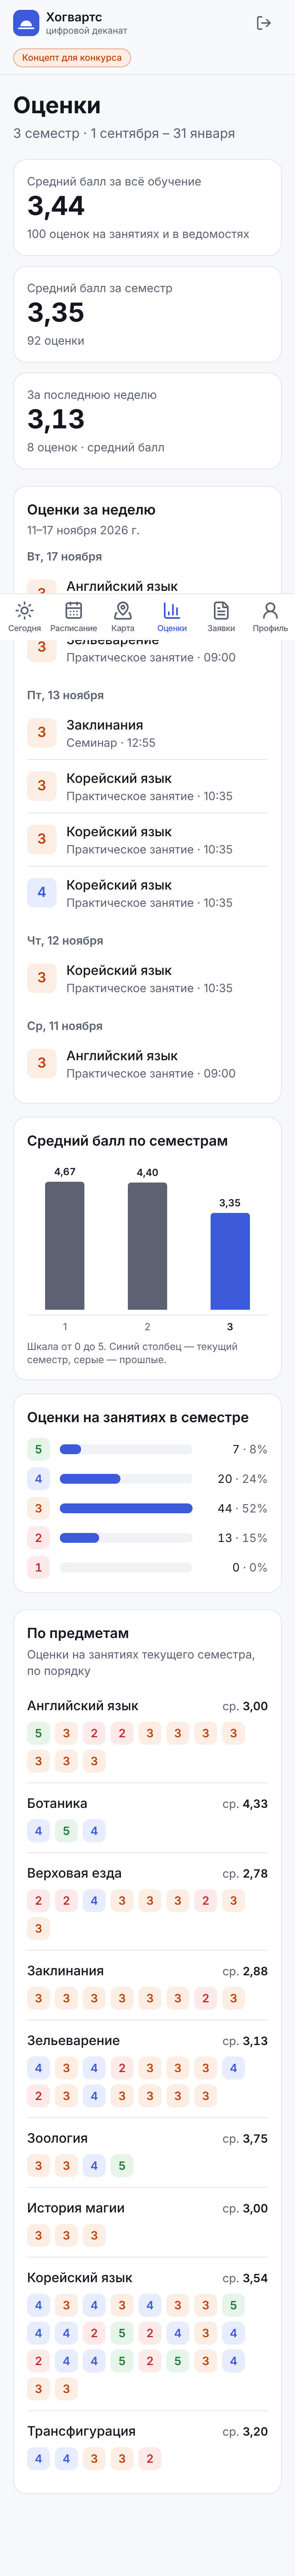 Хогвартс
цифровой деканат
Концепт для конкурса
Оценки
3 семестр · 1 сентября – 31 января
Средний балл за всё обучение
3,44
100 оценок на занятиях и в ведомостях
Средний балл за семестр
3,35
92 оценки
За последнюю неделю
3,13
8 оценок · средний балл
Оценки за неделю
11–17 ноября 2026 г.
Вт, 17 ноября
3 Английский язык
Сегодня Расписание Карта Оценки Заявки Профиль
3 Зельеварение
Практическое занятие · 09:00
Пт, 13 ноября
3 Заклинания
Семинар · 12:55
3 Корейский язык
Практическое занятие · 10:35
3 Корейский язык
Практическое занятие · 10:35
4 Корейский язык
Практическое занятие · 10:35
Чт, 12 ноября
3 Корейский язык
Практическое занятие · 10:35
Ср, 11 ноября
3 Английский язык
Практическое занятие · 09:00
Средний балл по семестрам
4,67 4,40 3,35
1 2 3
Шкала от 0 до 5. Синий столбец — текущий
семестр, серые — прошлые.
Оценки на занятиях в семестре
5 7 · 8%
4 20 · 24%
3 44 · 52%
2 13 · 15%
1 0 · 0%
По предметам
Оценки на занятиях текущего семестра,
по порядку
Английский язык ср. 3,00
5 3 2 2 3 3 3 3
3 3 3
Ботаника ср. 4,33
4 5 4
Верховая езда ср. 2,78
2 2 4 3 3 3 2 3
3
Заклинания ср. 2,88
3 3 3 3 3 3 2 3
Зельеварение ср. 3,13
4 3 4 2 3 3 3 4
2 3 4 3 3 3 3
Зоология ср. 3,75
3 3 4 5
История магии ср. 3,00
3 3 3
Корейский язык ср. 3,54
4 3 4 3 4 3 3 5
4 4 2 5 2 4 3 4
2 4 4 5 2 5 3 4
3 3
Трансфигурация ср. 3,20
4 4 3 3 2